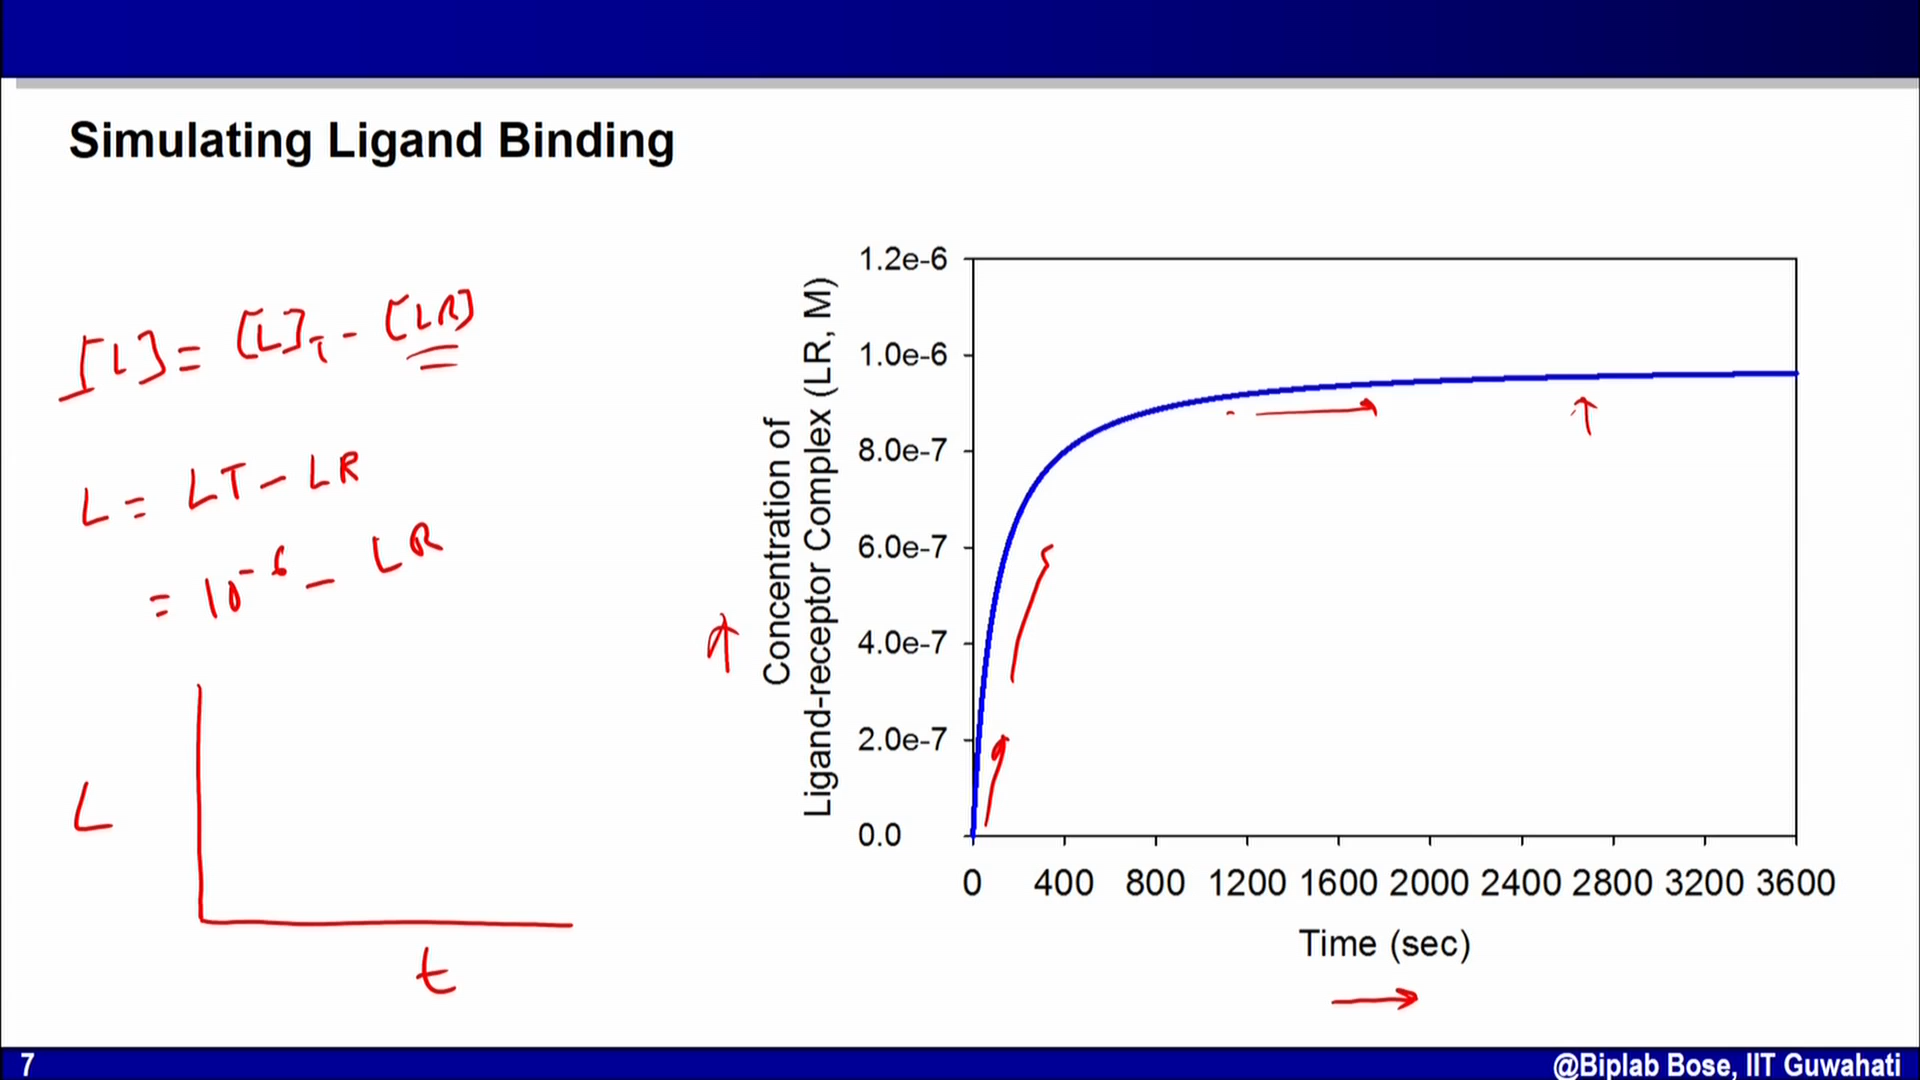 Simulating Ligand Binding
[L] = [L]T - [LR]
L = LT - LR
= 10^-6 - LR
L
t
Concentration of
Ligand-receptor Complex (LR, M)
1.2e-6
1.0e-6
8.0e-7
6.0e-7
4.0e-7
2.0e-7
0.0
0 400 800 1200 1600 2000 2400 2800 3200 3600
Time (sec)
7
@Biplab Bose, IIT Guwahati